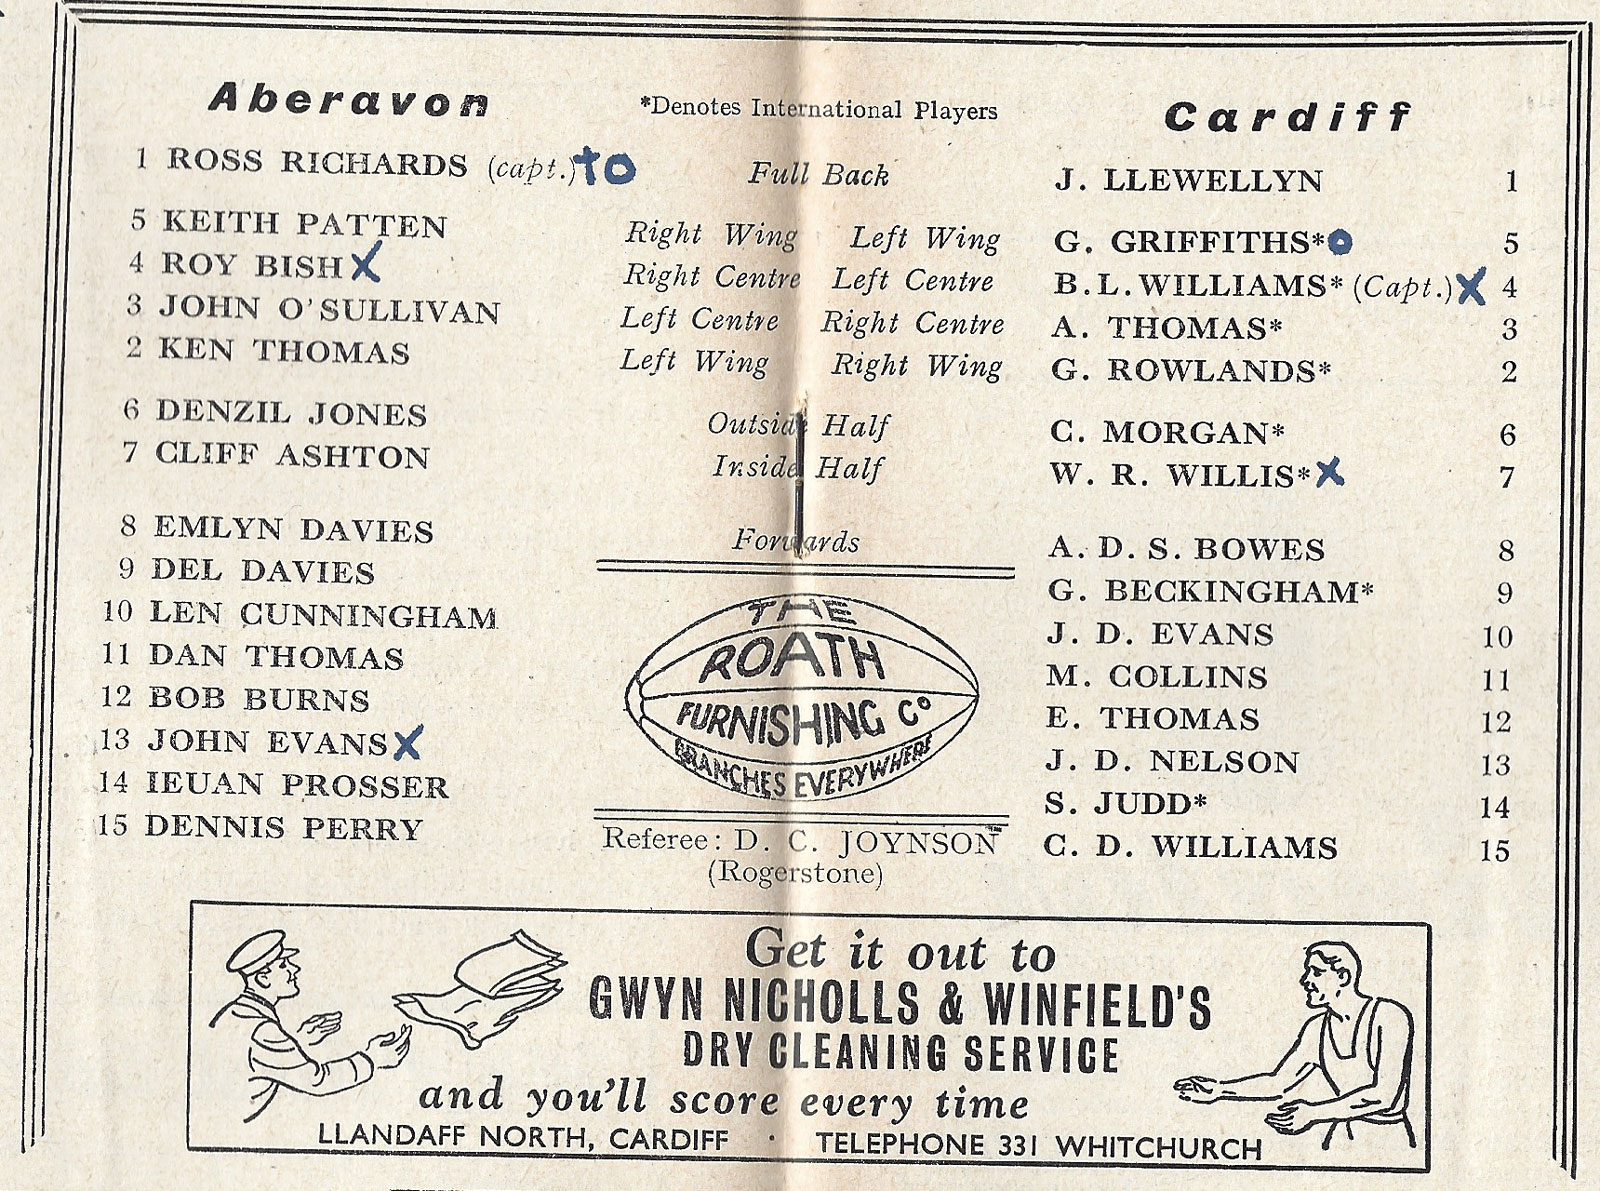 Aberavon *Denotes International Players Cardiff
1 ROSS RICHARDS (capt.) to Full Back J. LLEWELLYN 1
5 KEITH PATTEN Right Wing Left Wing G. GRIFFITHS* o 5
4 ROY BISH X Right Centre Left Centre B. L. WILLIAMS* (Capt.) X 4
3 JOHN O'SULLIVAN Left Centre Right Centre A. THOMAS* 3
2 KEN THOMAS Left Wing Right Wing G. ROWLANDS* 2
6 DENZIL JONES Outside Half C. MORGAN* 6
7 CLIFF ASHTON Inside Half W. R. WILLIS* X 7
8 EMLYN DAVIES Forwards A. D. S. BOWES 8
9 DEL DAVIES G. BECKINGHAM* 9
10 LEN CUNNINGHAM J. D. EVANS 10
11 DAN THOMAS M. COLLINS 11
12 BOB BURNS E. THOMAS 12
13 JOHN EVANS X J. D. NELSON 13
14 IEUAN PROSSER S. JUDD* 14
15 DENNIS PERRY C. D. WILLIAMS 15
THE
ROATH
FURNISHING Co
BRANCHES EVERYWHERE
Referee: D. C. JOYNSON
(Rogerstone)
Get it out to
GWYN NICHOLLS & WINFIELD'S
DRY CLEANING SERVICE
and you'll score every time
LLANDAFF NORTH, CARDIFF · TELEPHONE 331 WHITCHURCH